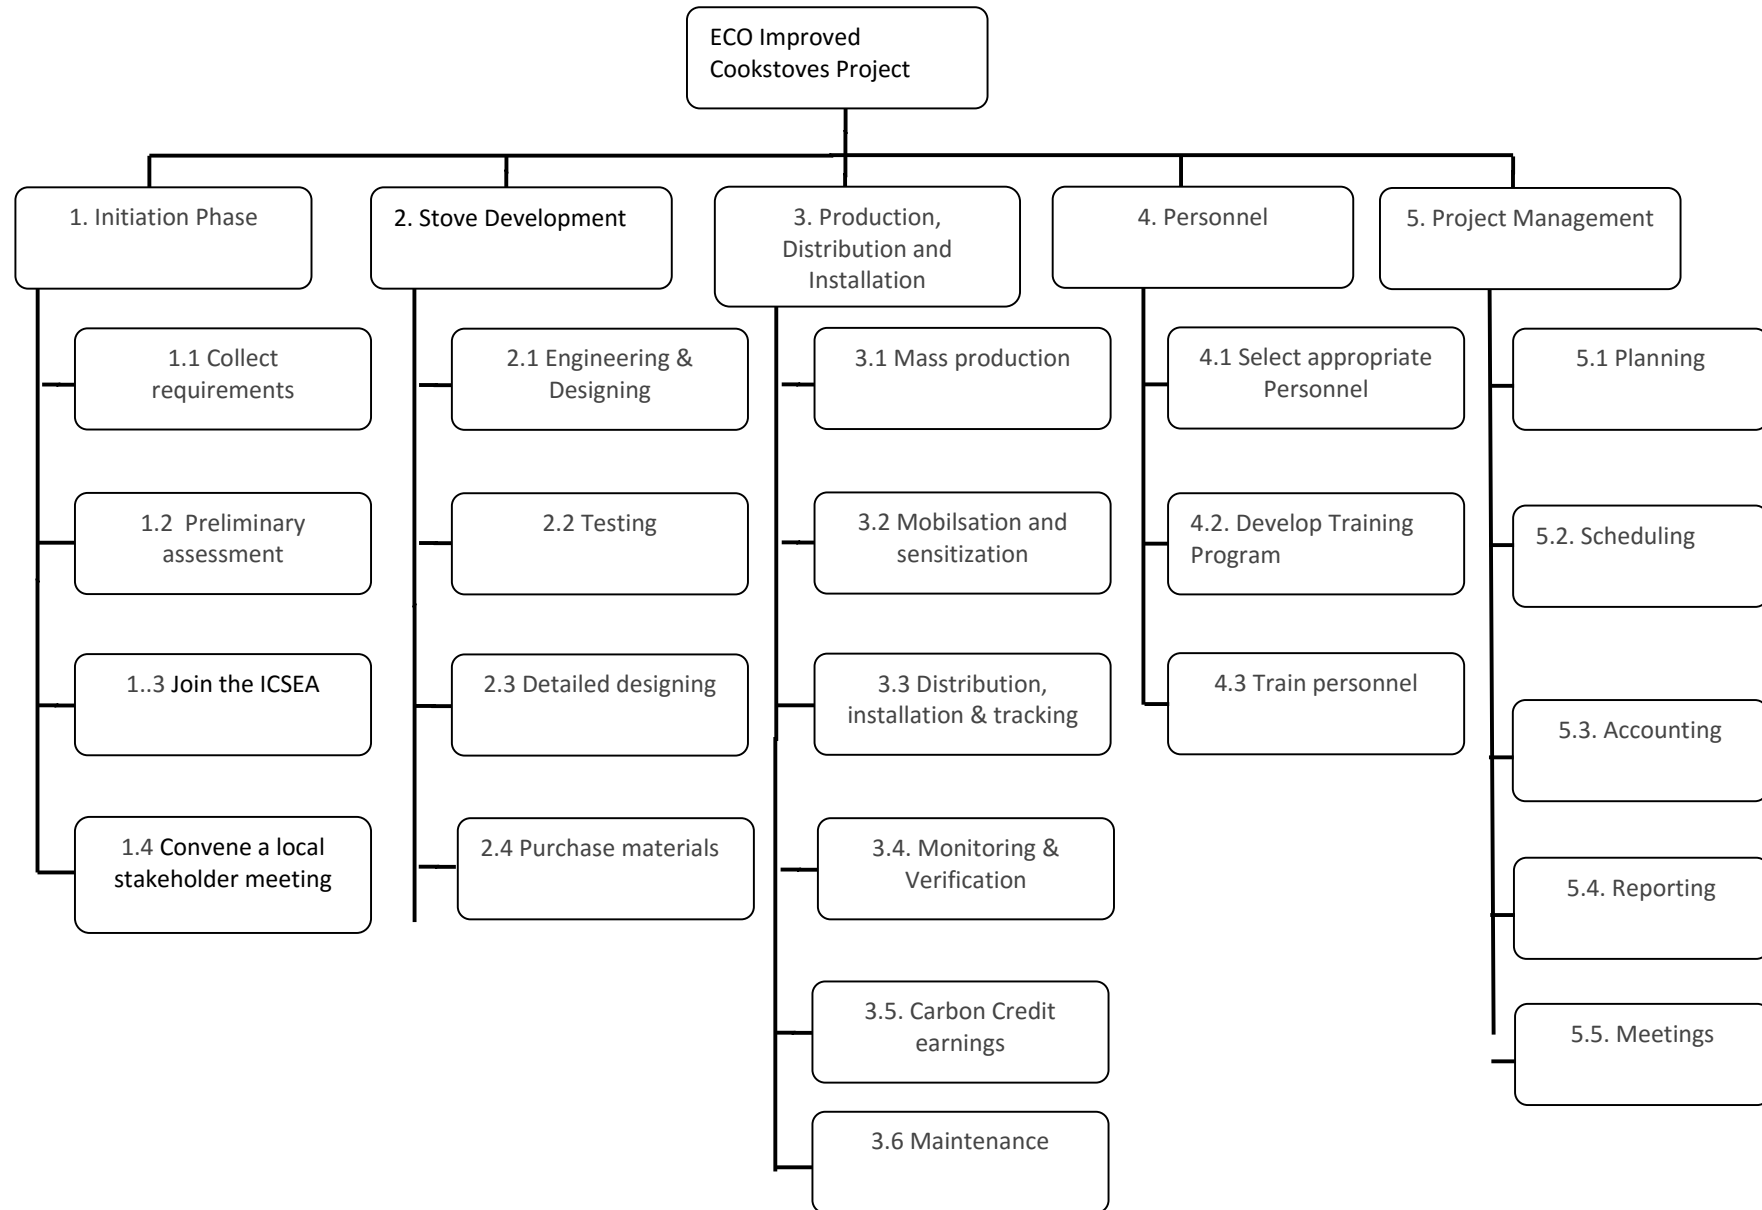 ECO Improved
Cookstoves Project
1. Initiation Phase
2. Stove Development
3. Production,
Distribution and
Installation
4. Personnel
5. Project Management
1.1 Collect
requirements
2.1 Engineering &
Designing
3.1 Mass production
4.1 Select appropriate
Personnel
5.1 Planning
1.2  Preliminary
assessment
2.2 Testing
3.2 Mobilsation and
sensitization
4.2. Develop Training
Program
5.2. Scheduling
1..3 Join the ICSEA
2.3 Detailed designing
3.3 Distribution,
installation & tracking
4.3 Train personnel
5.3. Accounting
1.4 Convene a local
stakeholder meeting
2.4 Purchase materials
3.4. Monitoring &
Verification
5.4. Reporting
3.5. Carbon Credit
earnings
5.5. Meetings
3.6 Maintenance